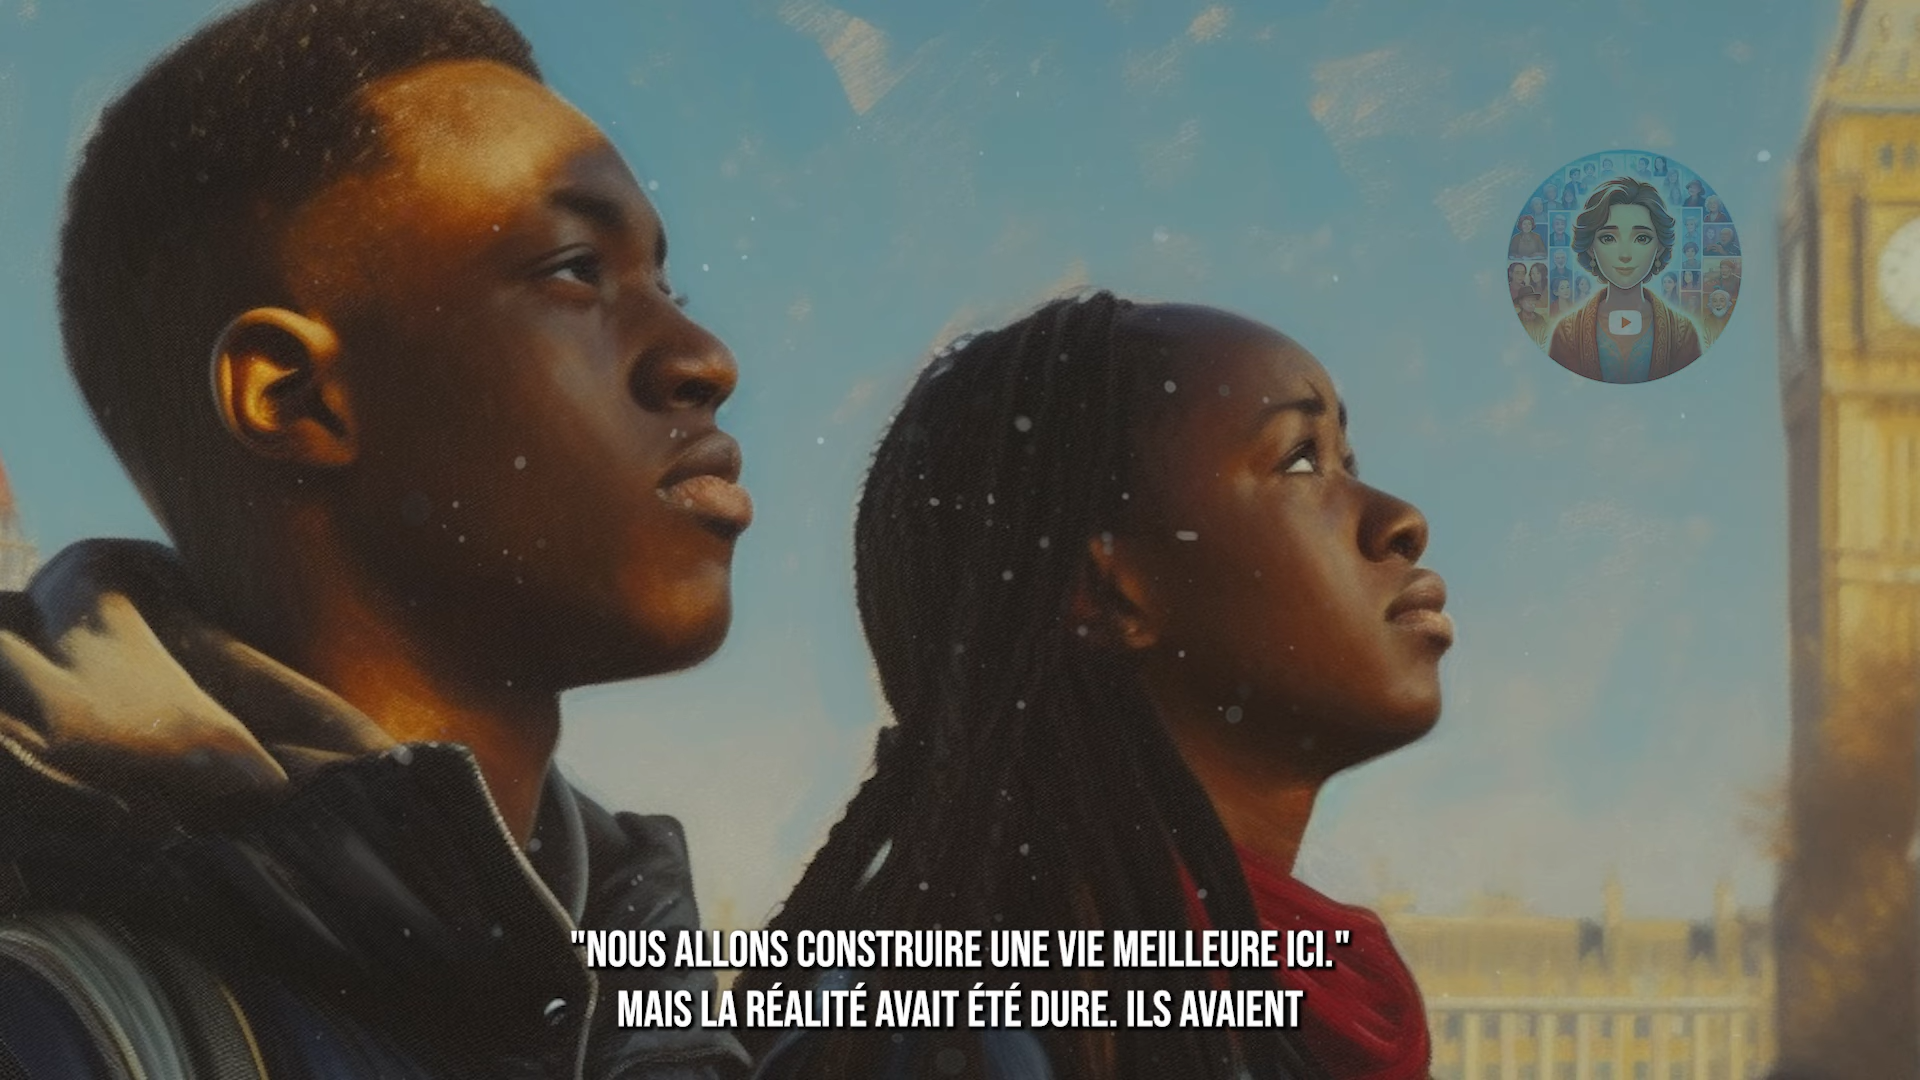 "NOUS ALLONS CONSTRUIRE UNE VIE MEILLEURE ICI."
MAIS LA RÉALITÉ AVAIT ÉTÉ DURE. ILS AVAIENT